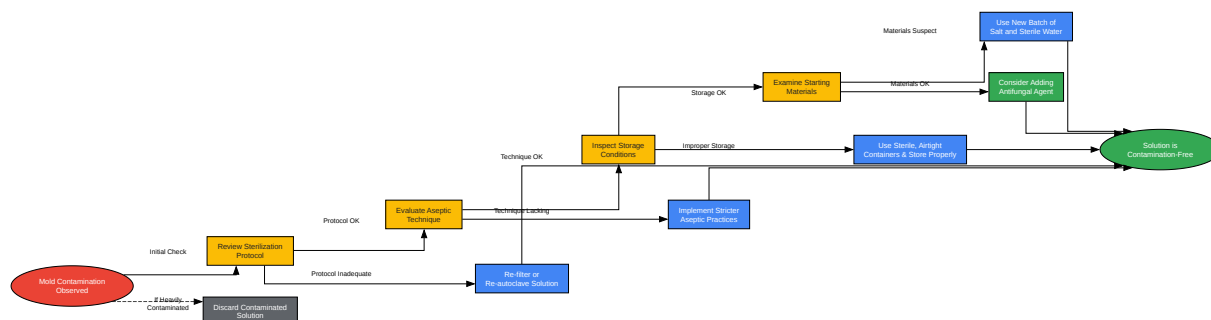 Use New Batch of
Salt and Sterile Water
Materials Suspect
Examine Starting
Materials
Materials OK
Consider Adding
Antifungal Agent
Storage OK
Inspect Storage
Conditions
Improper Storage
Use Sterile, Airtight
Containers & Store Properly
Solution is
Contamination-Free
Technique OK
Evaluate Aseptic
Technique
Technique Lacking
Implement Stricter
Aseptic Practices
Protocol OK
Review Sterilization
Protocol
Initial Check
Protocol Inadequate
Re-filter or
Re-autoclave Solution
Mold Contamination
Observed
If Heavily
Contaminated
Discard Contaminated
Solution